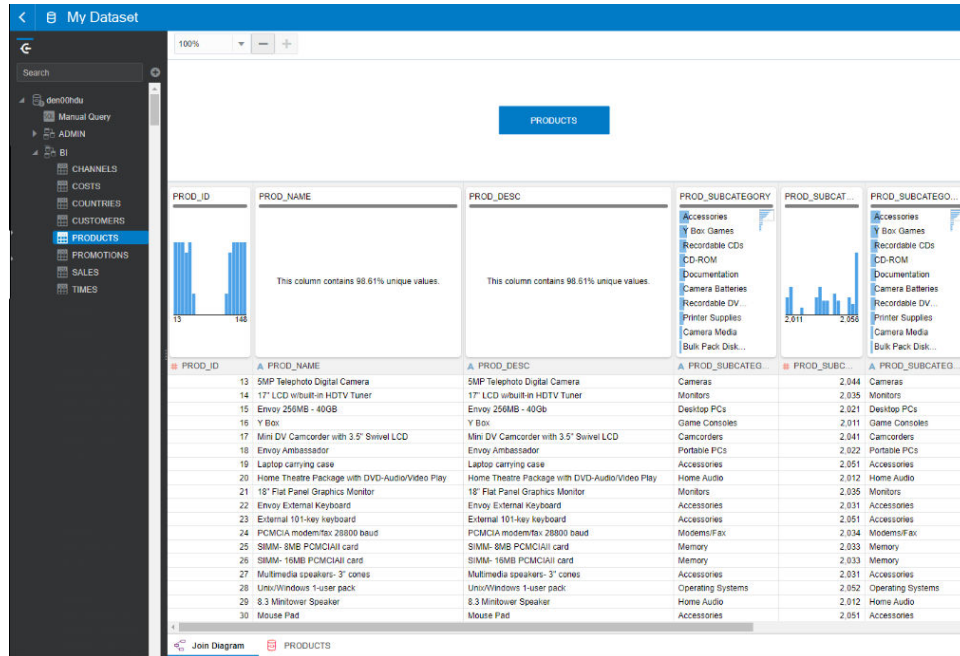 My Dataset
100%
Search
den00hdu
Manual Query
ADMIN
BI
CHANNELS
COSTS
COUNTRIES
CUSTOMERS
PRODUCTS
PROMOTIONS
SALES
TIMES
PRODUCTS
PROD_ID PROD_NAME PROD_DESC PROD_SUBCATEGORY PROD_SUBCAT... PROD_SUBCATEGO...
13 148
This column contains 98.61% unique values.
This column contains 98.61% unique values.
Accessories
Y Box Games
Recordable CDs
CD-ROM
Documentation
Camera Batteries
Recordable DV...
Printer Supplies
Camera Media
Bulk Pack Disk...
2,011 2,056
Accessories
Y Box Games
Recordable CDs
CD-ROM
Documentation
Camera Batteries
Recordable DV...
Printer Supplies
Camera Media
Bulk Pack Disk...
PROD_ID A PROD_NAME A PROD_DESC A PROD_SUBCATEG... PROD_SUBC... A PROD_SUBCATEG...
13 5MP Telephoto Digital Camera 5MP Telephoto Digital Camera Cameras 2,044 Cameras
14 17" LCD w/built-in HDTV Tuner 17" LCD w/built-in HDTV Tuner Monitors 2,035 Monitors
15 Envoy 256MB - 40GB Envoy 256MB - 40Gb Desktop PCs 2,021 Desktop PCs
16 Y Box Y Box Game Consoles 2,011 Game Consoles
17 Mini DV Camcorder with 3.5" Swivel LCD Mini DV Camcorder with 3.5" Swivel LCD Camcorders 2,041 Camcorders
18 Envoy Ambassador Envoy Ambassador Portable PCs 2,022 Portable PCs
19 Laptop carrying case Laptop carrying case Accessories 2,051 Accessories
20 Home Theatre Package with DVD-Audio/Video Play Home Theatre Package with DVD-Audio/Video Play Home Audio 2,012 Home Audio
21 18" Flat Panel Graphics Monitor 18" Flat Panel Graphics Monitor Monitors 2,035 Monitors
22 Envoy External Keyboard Envoy External Keyboard Accessories 2,031 Accessories
23 External 101-key keyboard External 101-key keyboard Accessories 2,051 Accessories
24 PCMCIA modem/fax 28800 baud PCMCIA modem/fax 28800 baud Modems/Fax 2,034 Modems/Fax
25 SIMM- 8MB PCMCIAII card SIMM- 8MB PCMCIAII card Memory 2,033 Memory
26 SIMM- 16MB PCMCIAII card SIMM- 16MB PCMCIAII card Memory 2,033 Memory
27 Multimedia speakers- 3" cones Multimedia speakers- 3" cones Accessories 2,031 Accessories
28 Unix/Windows 1-user pack Unix/Windows 1-user pack Operating Systems 2,052 Operating Systems
29 8.3 Minitower Speaker 8.3 Minitower Speaker Home Audio 2,012 Home Audio
30 Mouse Pad Mouse Pad Accessories 2,051 Accessories
Join Diagram PRODUCTS